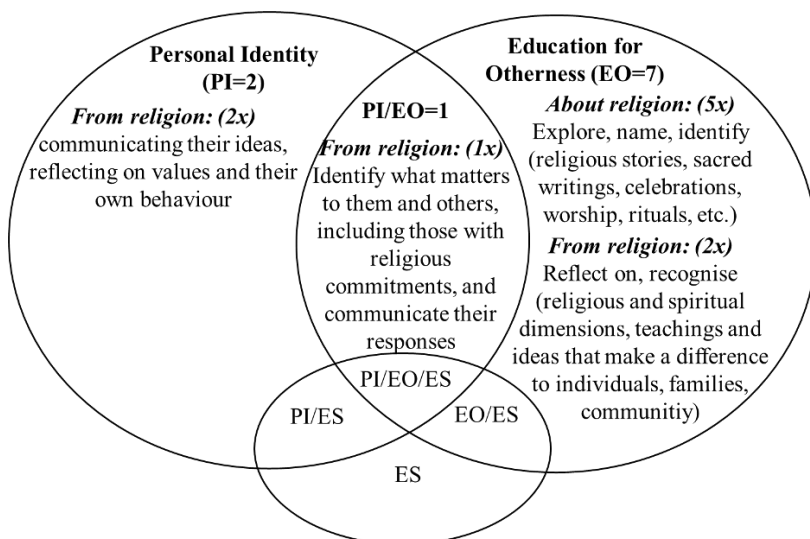 Personal Identity
(PI=2)
From religion: (2x)
communicating their ideas,
reflecting on values and their
own behaviour
PI/EO=1
From religion: (1x)
Identify what matters
to them and others,
including those with
religious
commitments, and
communicate their
responses
Education for
Otherness (EO=7)
About religion: (5x)
Explore, name, identify
(religious stories, sacred
writings, celebrations,
worship, rituals, etc.)
From religion: (2x)
Reflect on, recognise
(religious and spiritual
dimensions, teachings and
ideas that make a difference
to individuals, families,
communitiy)
PI/EO/ES
PI/ES
EO/ES
ES